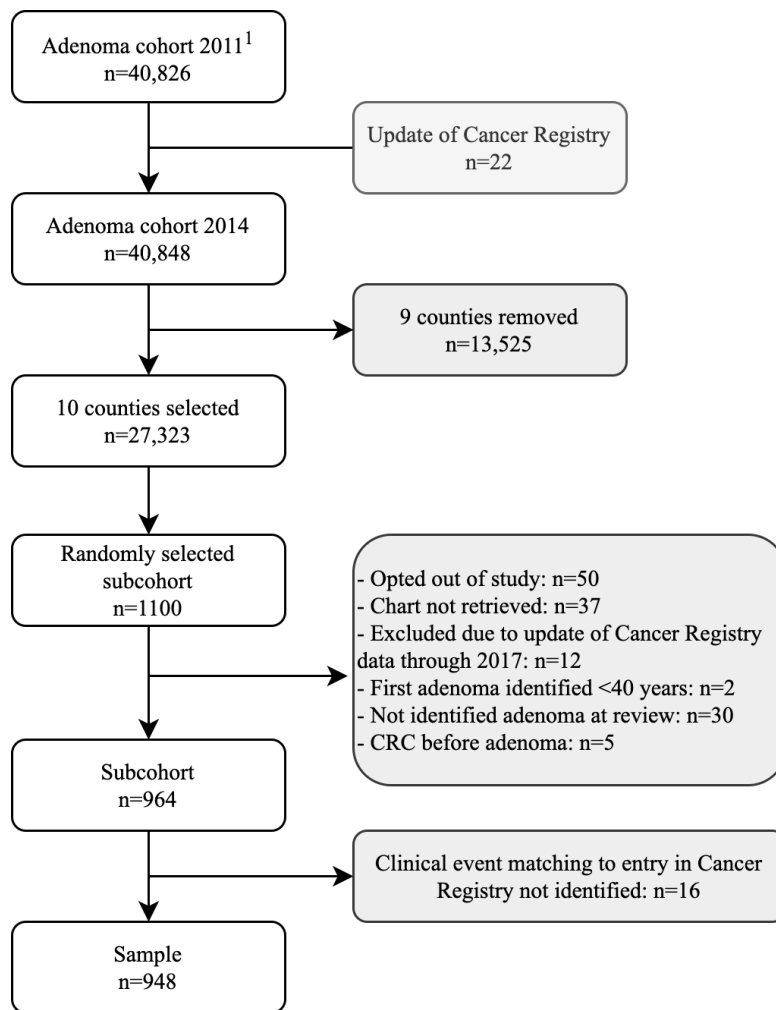 Adenoma cohort 2011¹
n=40,826
Update of Cancer Registry
n=22
Adenoma cohort 2014
n=40,848
9 counties removed
n=13,525
10 counties selected
n=27,323
Randomly selected
subcohort
n=1100
- Opted out of study: n=50
- Chart not retrieved: n=37
- Excluded due to update of Cancer Registry
data through 2017: n=12
- First adenoma identified <40 years: n=2
- Not identified adenoma at review: n=30
- CRC before adenoma: n=5
Subcohort
n=964
Clinical event matching to entry in Cancer
Registry not identified: n=16
Sample
n=948